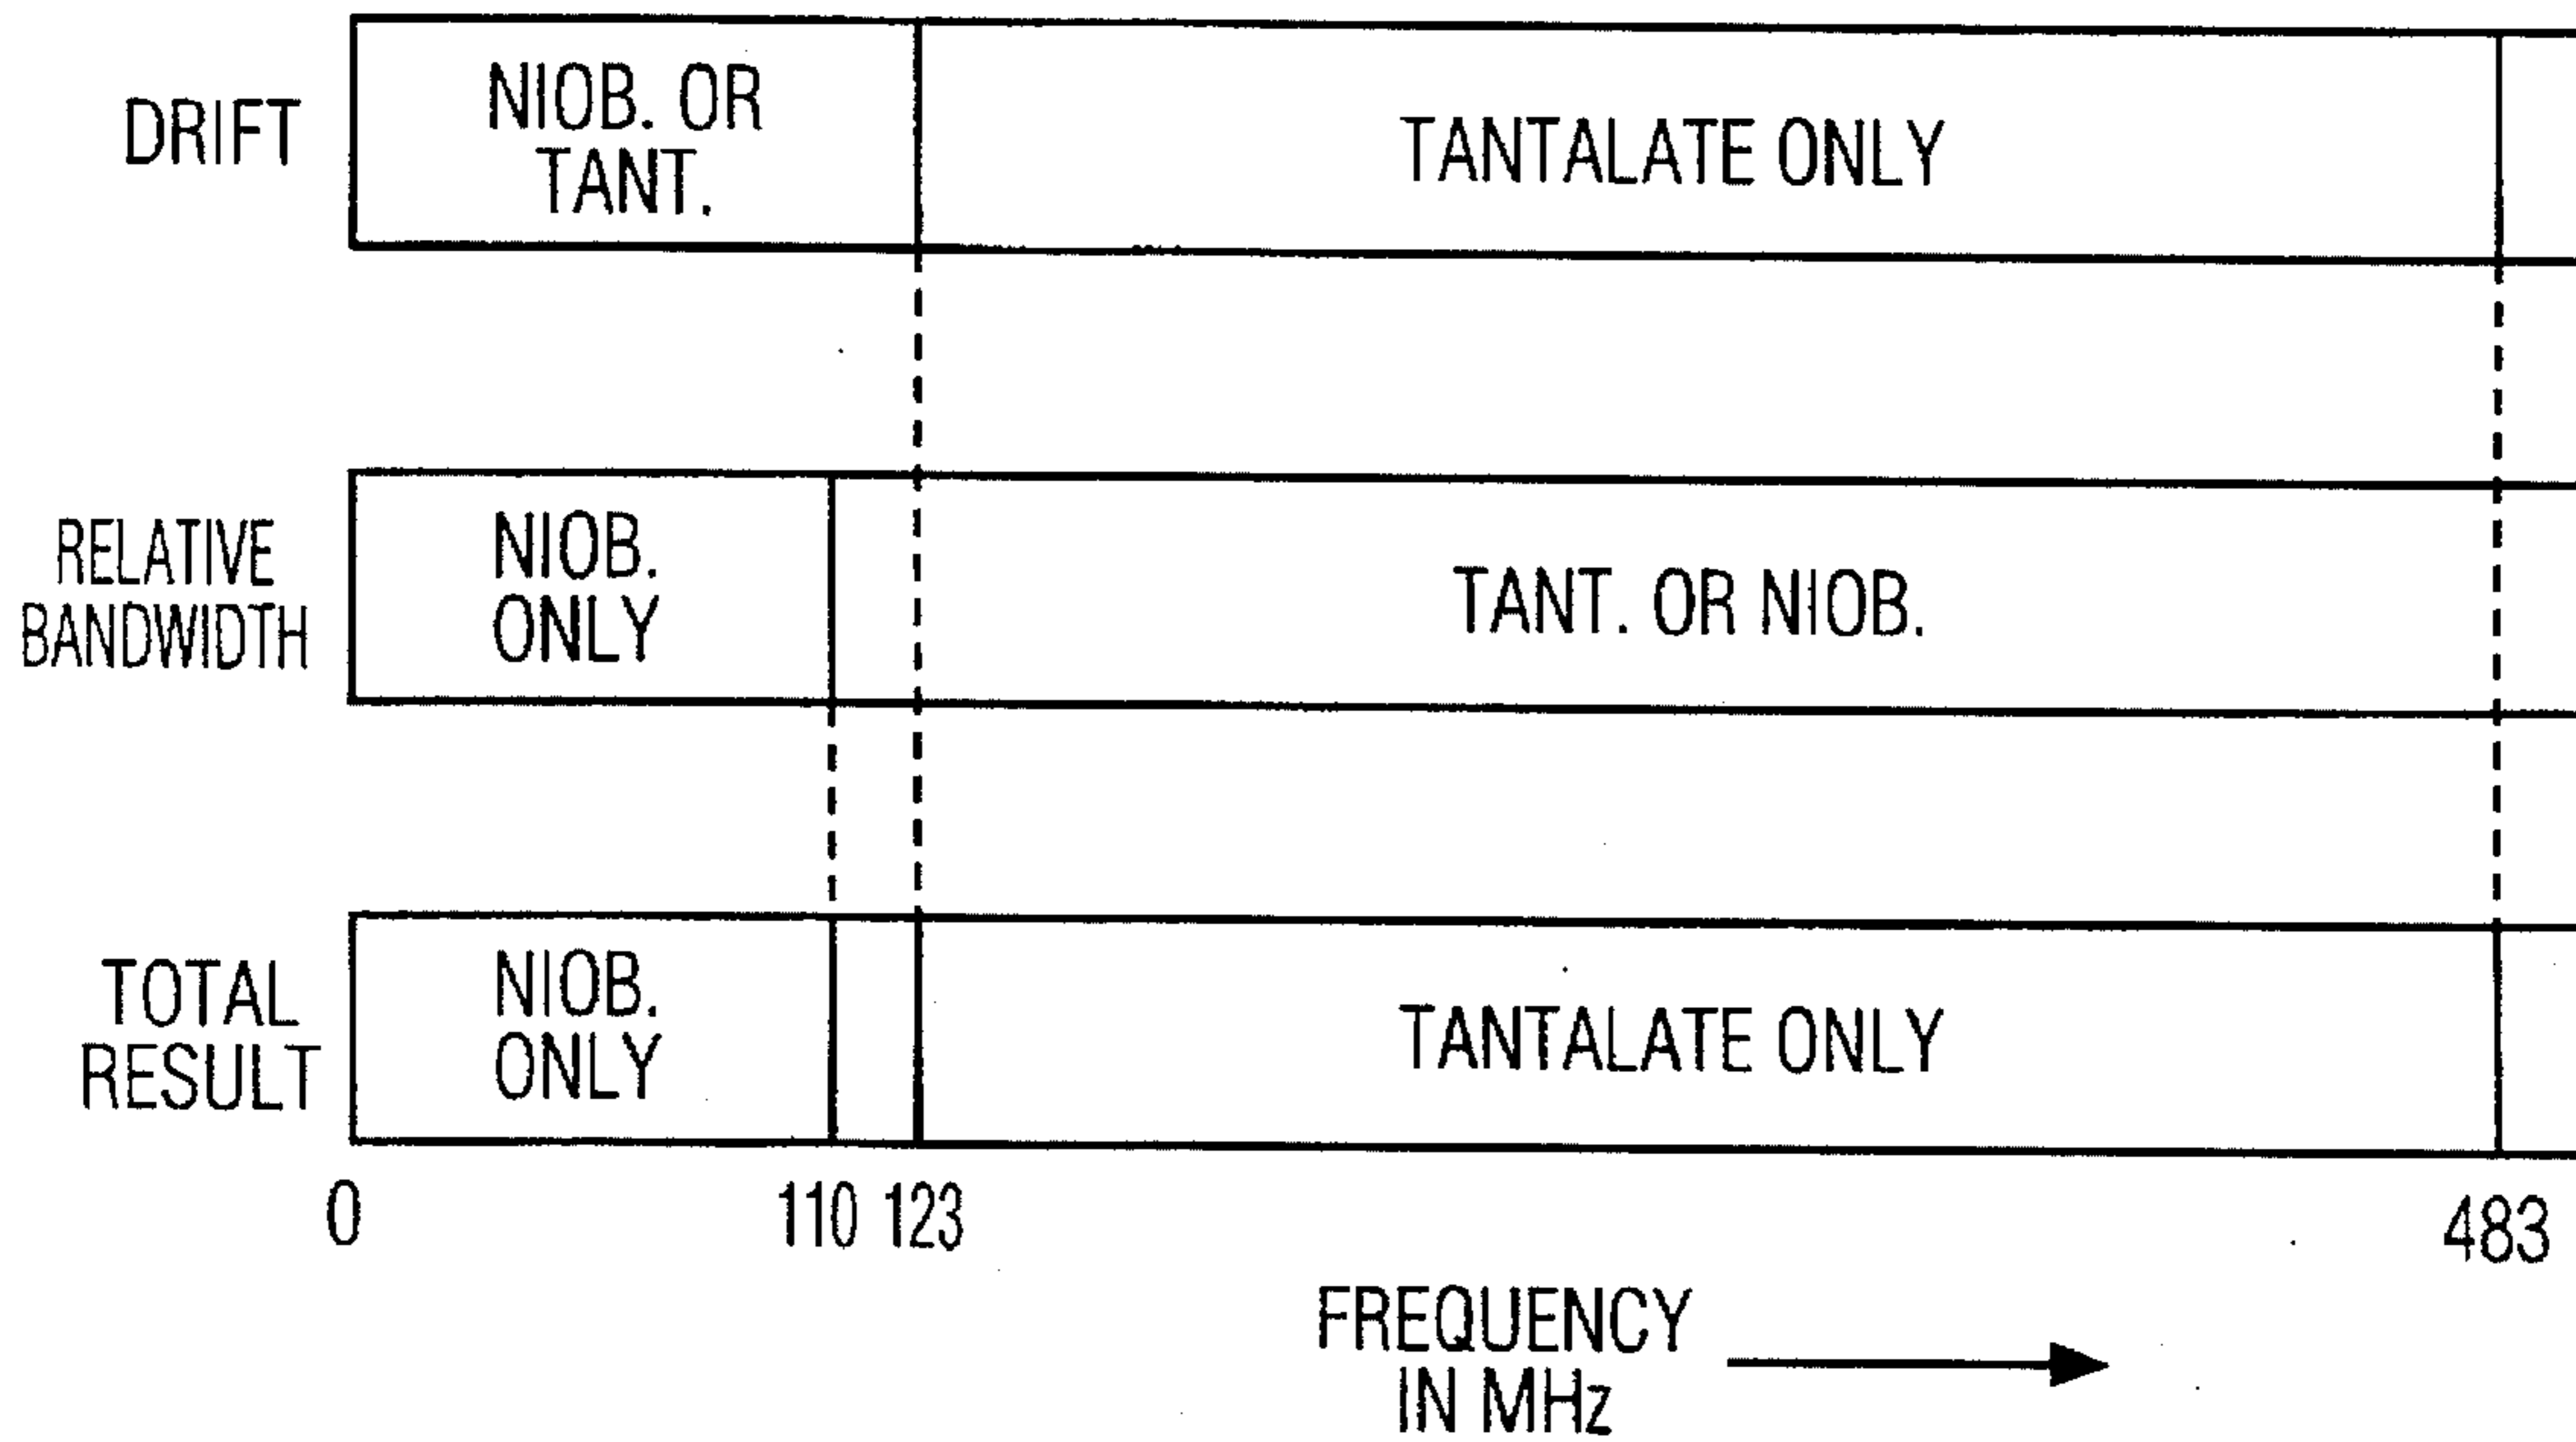 DRIFT
NIOB. OR
TANT.
TANTALATE ONLY
RELATIVE
BANDWIDTH
NIOB.
ONLY
TANT. OR NIOB.
TOTAL
RESULT
NIOB.
ONLY
TANTALATE ONLY
0
110
123
483
FREQUENCY
IN MHz